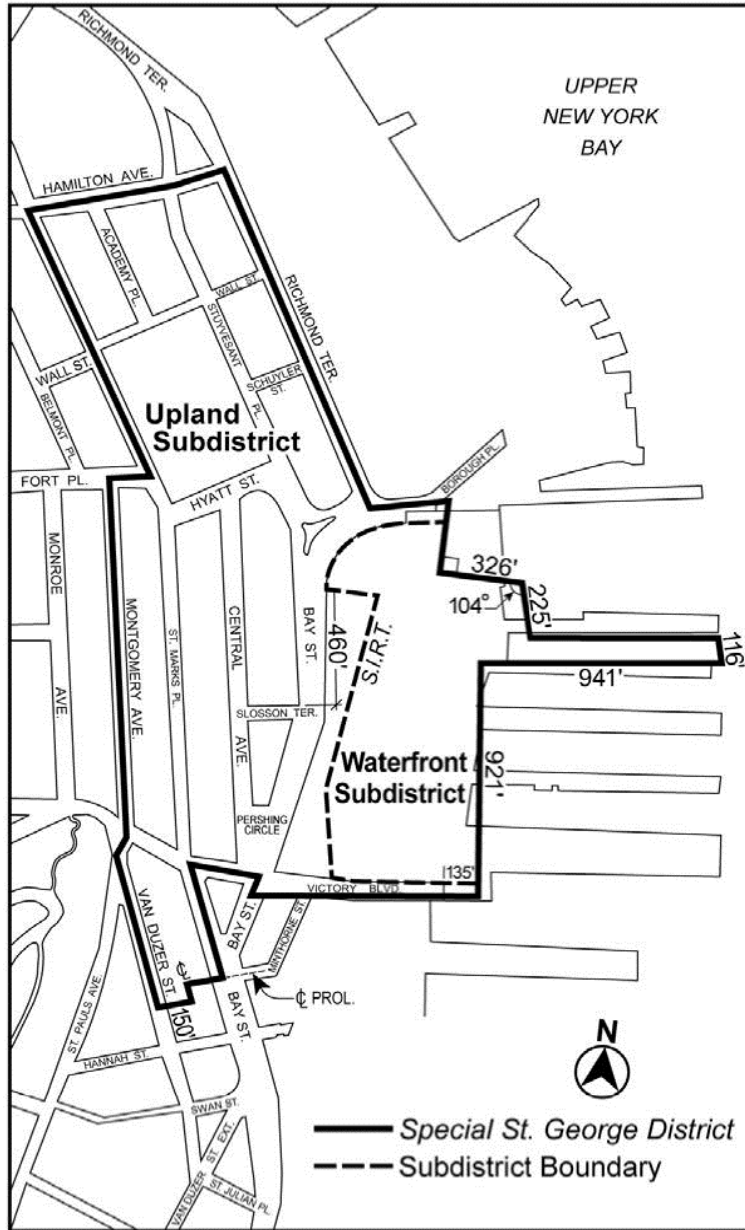 RICHMOND TER.
UPPER
NEW YORK
BAY
HAMILTON AVE.
ACADEMY PL.
WALL ST.
STUYVESANT
PL.
RICHMOND TER.
SCHUYLER
ST.
WALL ST.
BELMONT PL.
Upland
Subdistrict
FORT PL.
HYATT ST.
BOROUGH PL.
MONROE
AVE.
MONTGOMERY AVE.
ST. MARKS PL.
CENTRAL
AVE.
BAY ST.
460'
S.I.R.T.
326'
104°
225'
116'
941'
SLOSSON TER.
921'
Waterfront
Subdistrict
PERSHING
CIRCLE
135'
VICTORY BLVD.
VAN DUZER ST.
BAY ST.
MINTHORNE ST.
℄ PROL.
150'
BAY ST.
ST. PAULS AVE.
HANNAH ST.
SWAN ST.
VAN DUZER
ST. EXT.
ST. JULIAN PL.
N
Special St. George District
Subdistrict Boundary